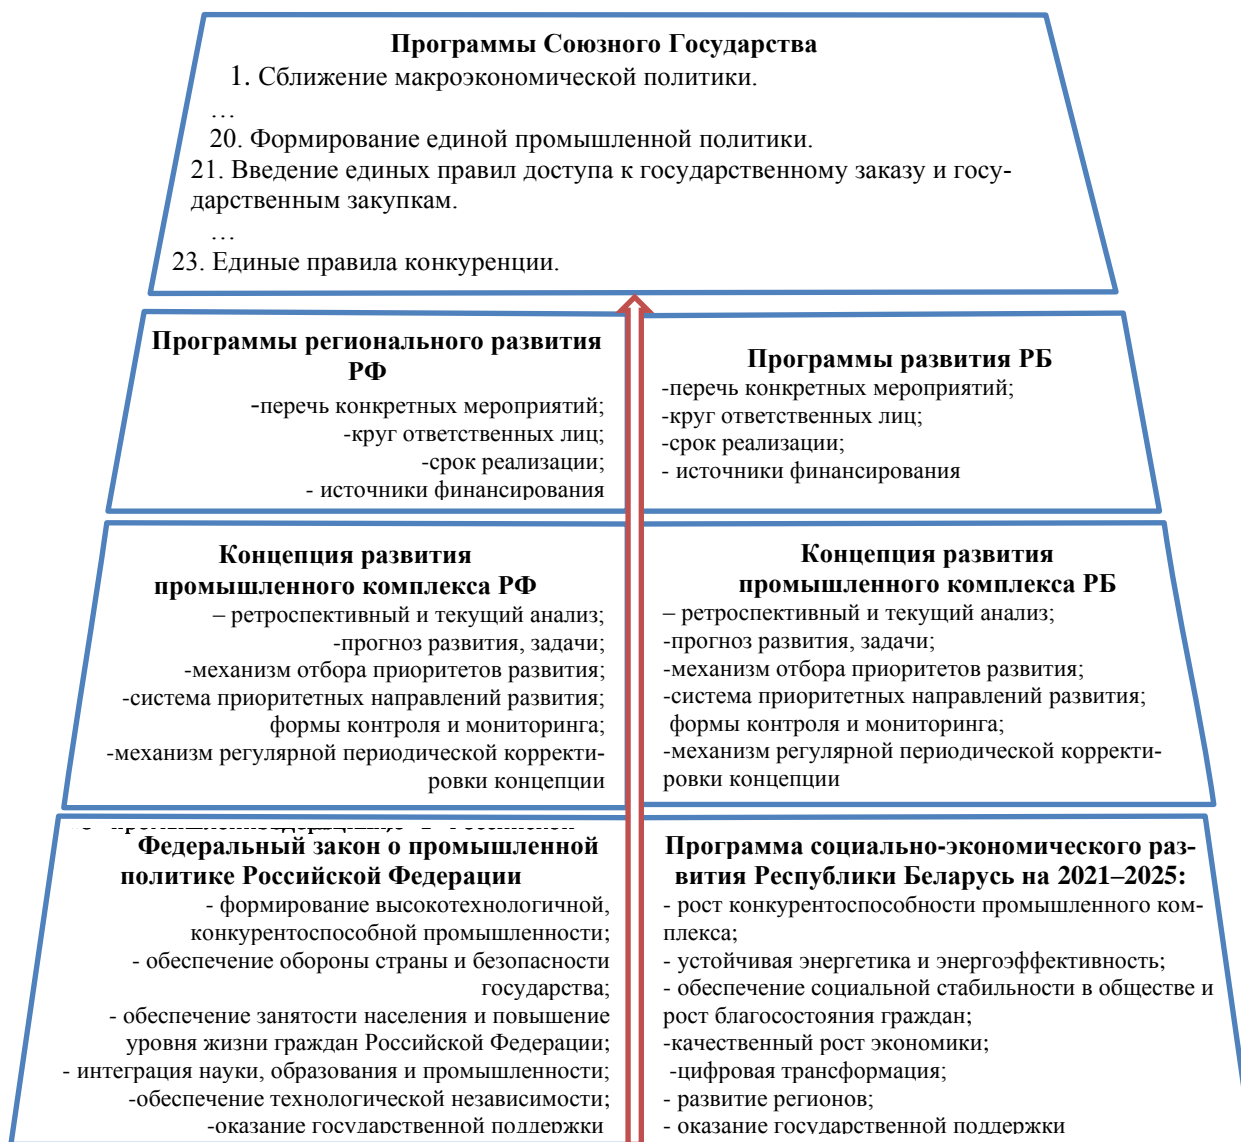 Программы Союзного Государства
1. Сближение макроэкономической политики.
…
20. Формирование единой промышленной политики.
21. Введение единых правил доступа к государственному заказу и госу-
дарственным закупкам.
…
23. Единые правила конкуренции.
Программы регионального развития
РФ
-перечь конкретных мероприятий;
-круг ответственных лиц;
-срок реализации;
- источники финансирования
Программы развития РБ
-перечь конкретных мероприятий;
-круг ответственных лиц;
-срок реализации;
- источники финансирования
Концепция развития
промышленного комплекса РФ
– ретроспективный и текущий анализ;
-прогноз развития, задачи;
-механизм отбора приоритетов развития;
-система приоритетных направлений развития;
формы контроля и мониторинга;
-механизм регулярной периодической корректи-
ровки концепции
Концепция развития
промышленного комплекса РБ
– ретроспективный и текущий анализ;
-прогноз развития, задачи;
-механизм отбора приоритетов развития;
-система приоритетных направлений развития;
формы контроля и мониторинга;
-механизм регулярной периодической корректи-
ровки концепции
Федеральный закон о промышленной
политике Российской Федерации
- формирование высокотехнологичной,
конкурентоспособной промышленности;
- обеспечение обороны страны и безопасности
государства;
- обеспечение занятости населения и повышение
уровня жизни граждан Российской Федерации;
- интеграция науки, образования и промышленности;
-обеспечение технологической независимости;
-оказание государственной поддержки
Программа социально-экономического раз-
вития Республики Беларусь на 2021–2025:
- рост конкурентоспособности промышленного ком-
плекса;
- устойчивая энергетика и энергоэффективность;
- обеспечение социальной стабильности в обществе и
рост благосостояния граждан;
-качественный рост экономики;
-цифровая трансформация;
- развитие регионов;
- оказание государственной поддержки